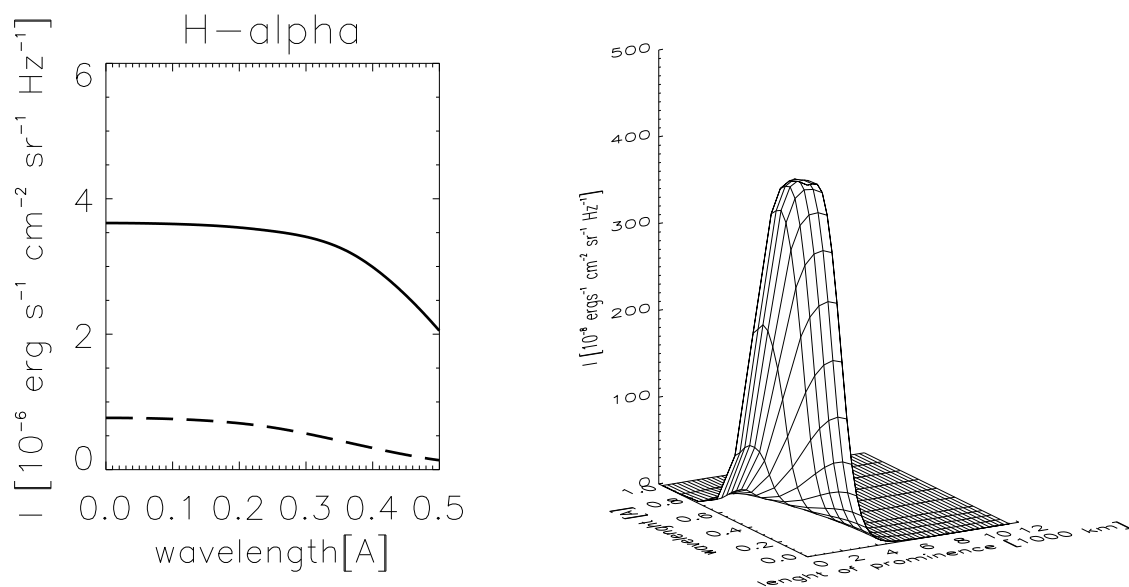 H-alpha
I [10⁻⁶ erg s⁻¹ cm⁻² sr⁻¹ Hz⁻¹]
6
4
2
0
0.0 0.1 0.2 0.3 0.4 0.5
wavelength[A]
500
400
300
200
100
0
I [10⁻⁸ ergs⁻¹ cm⁻² sr⁻¹ Hz⁻¹]
1.0 0.8 0.6 0.4 0.2 0.0
wavelenght [A]
0 2 4 6 8 10 12
lenght of prominence [1000 km]